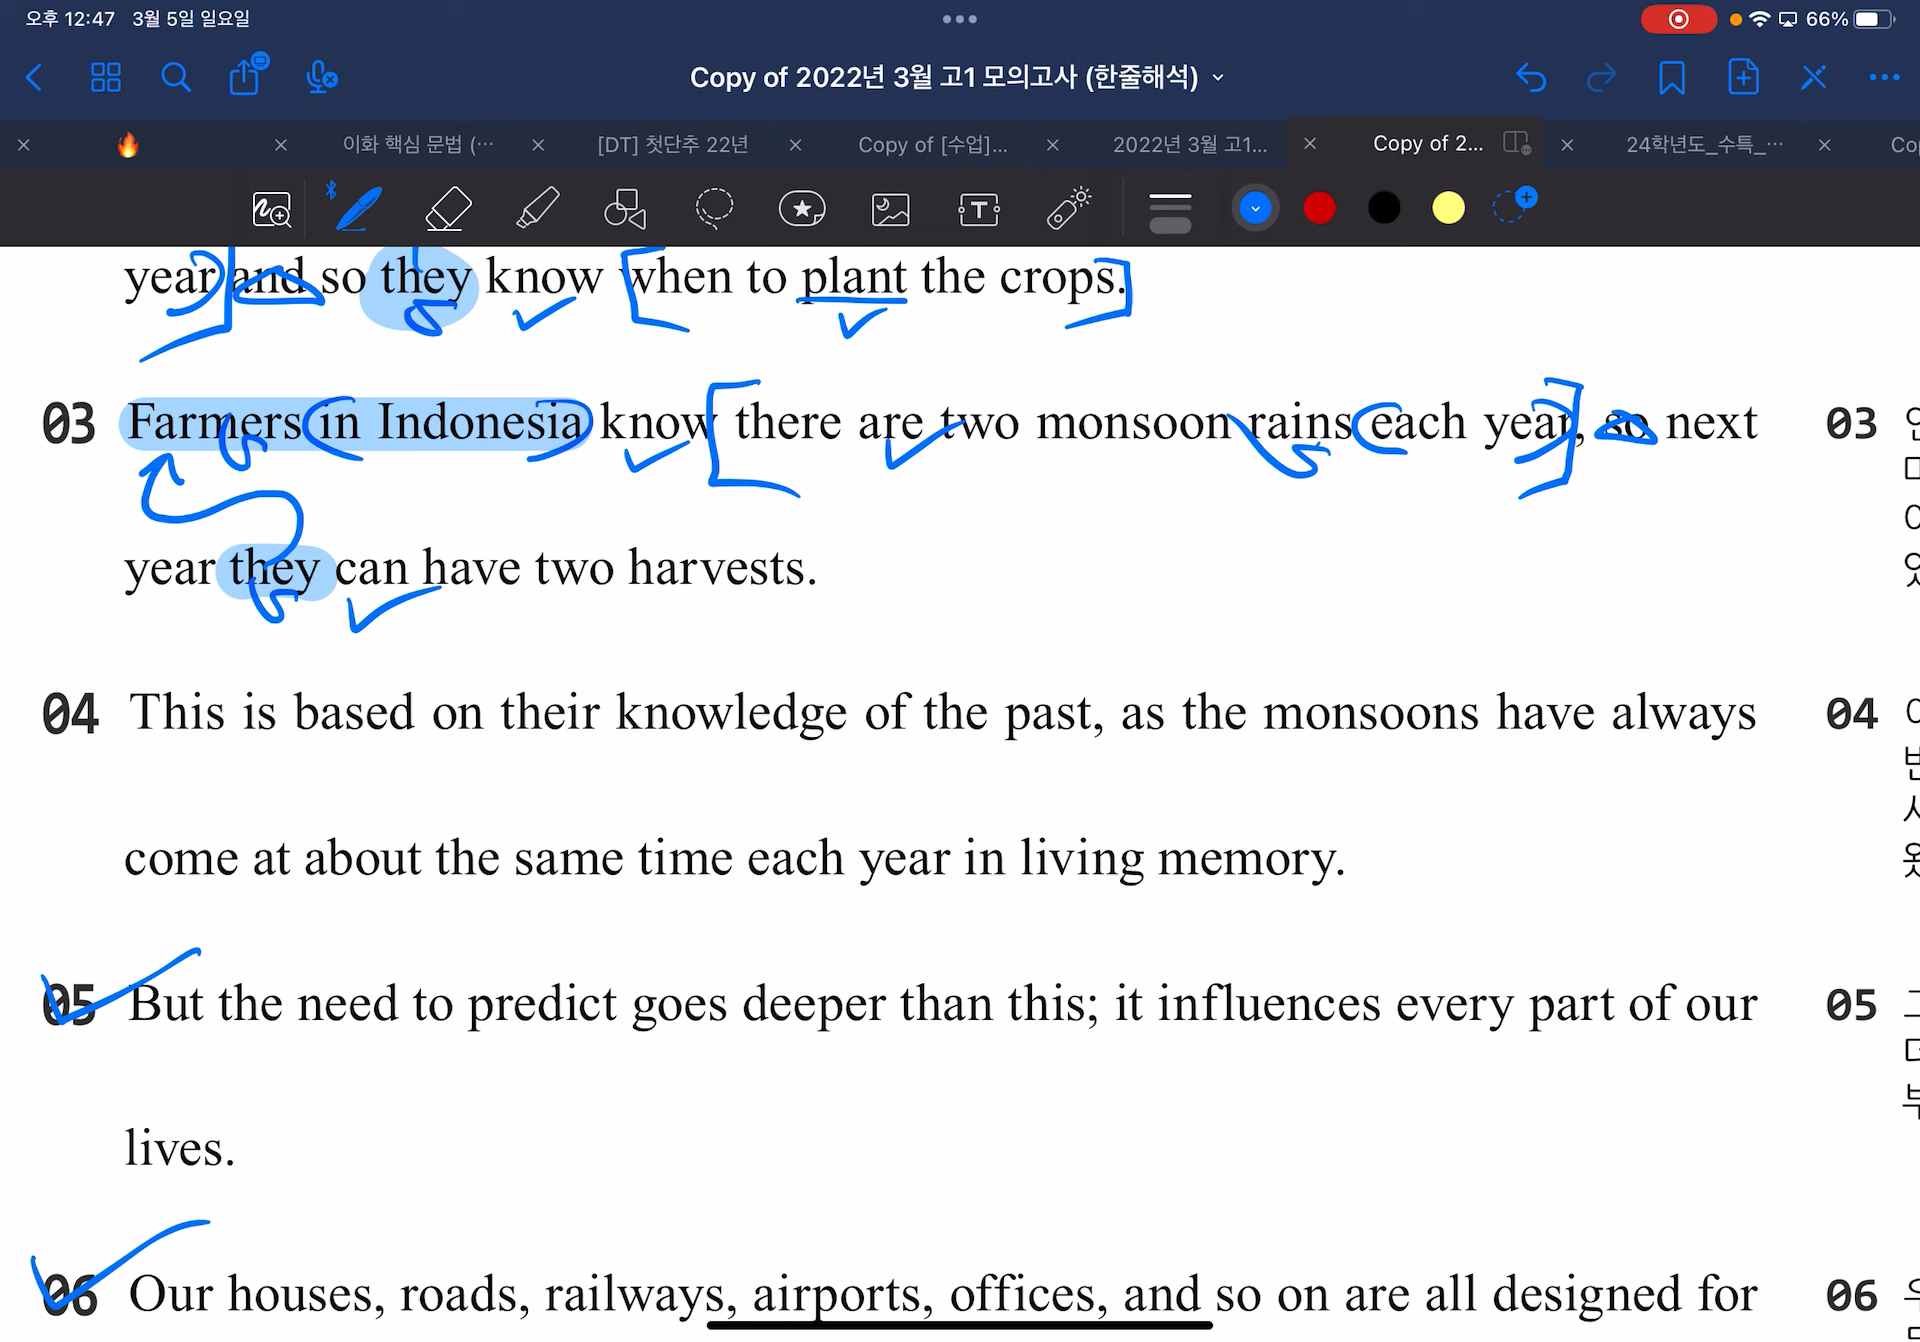 오후 12:47 3월 5일 일요일
66%
Copy of 2022년 3월 고1 모의고사 (한줄해석)
이화 핵심 문법 (…
[DT] 첫단추 22년
Copy of [수업]...
2022년 3월 고1...
Copy of 2...
24학년도_수특_…
year and so they know when to plant the crops.
03 Farmers in Indonesia know there are two monsoon rains each year, so next
year they can have two harvests.
04 This is based on their knowledge of the past, as the monsoons have always
come at about the same time each year in living memory.
05 But the need to predict goes deeper than this; it influences every part of our
lives.
06 Our houses, roads, railways, airports, offices, and so on are all designed for
03
04
05
06